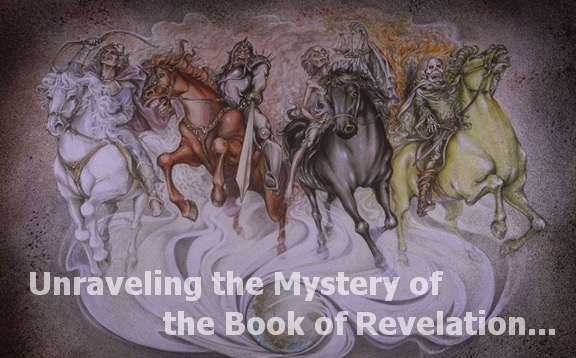 Unraveling the Mystery of
the Book of Revelation...